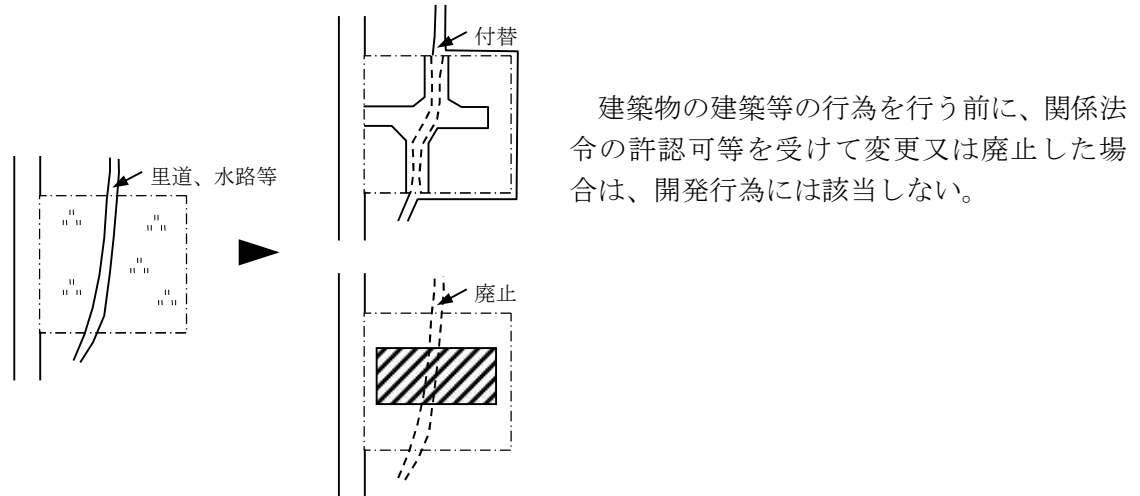 付替
建築物の建築等の行為を行う前に、関係法
令の許認可等を受けて変更又は廃止した場
合は、開発行為には該当しない。
里道、水路等
廃止